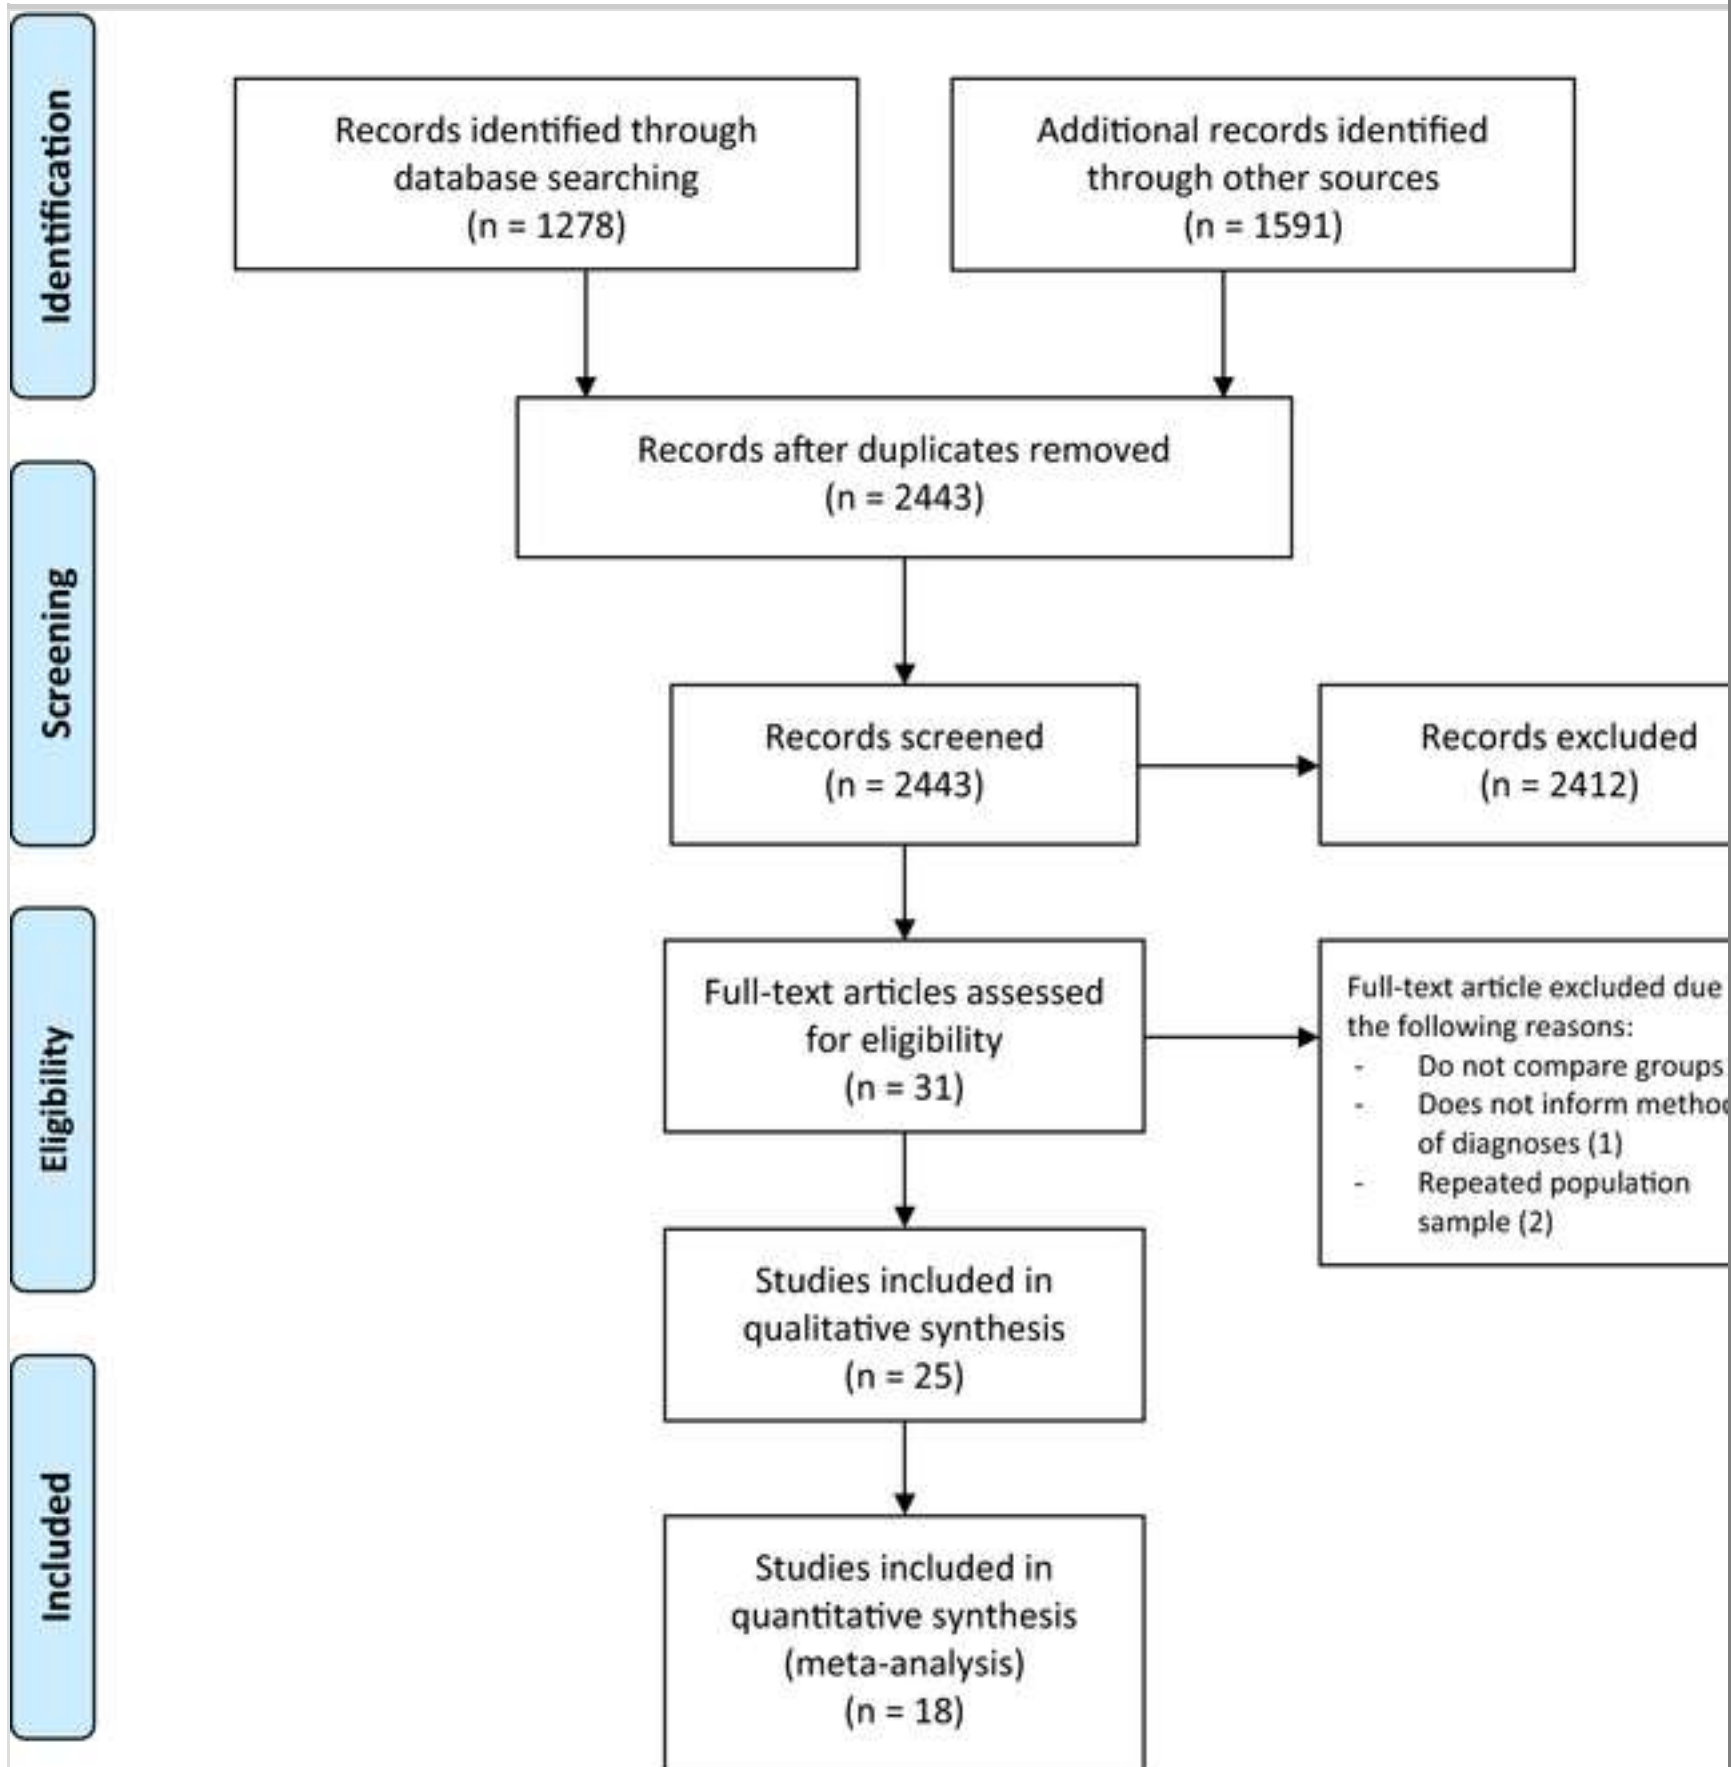 Identification
Records identified through
database searching
(n = 1278)
Additional records identified
through other sources
(n = 1591)
Records after duplicates removed
(n = 2443)
Screening
Records screened
(n = 2443)
Records excluded
(n = 2412)
Eligibility
Full-text articles assessed
for eligibility
(n = 31)
Full-text article excluded due
the following reasons:
- Do not compare groups
- Does not inform
of diagnoses (1)
- Repeated population
sample (2)
Studies included in
qualitative synthesis
(n = 25)
Included
Studies included in
quantitative synthesis
(meta-analysis)
(n = 18)